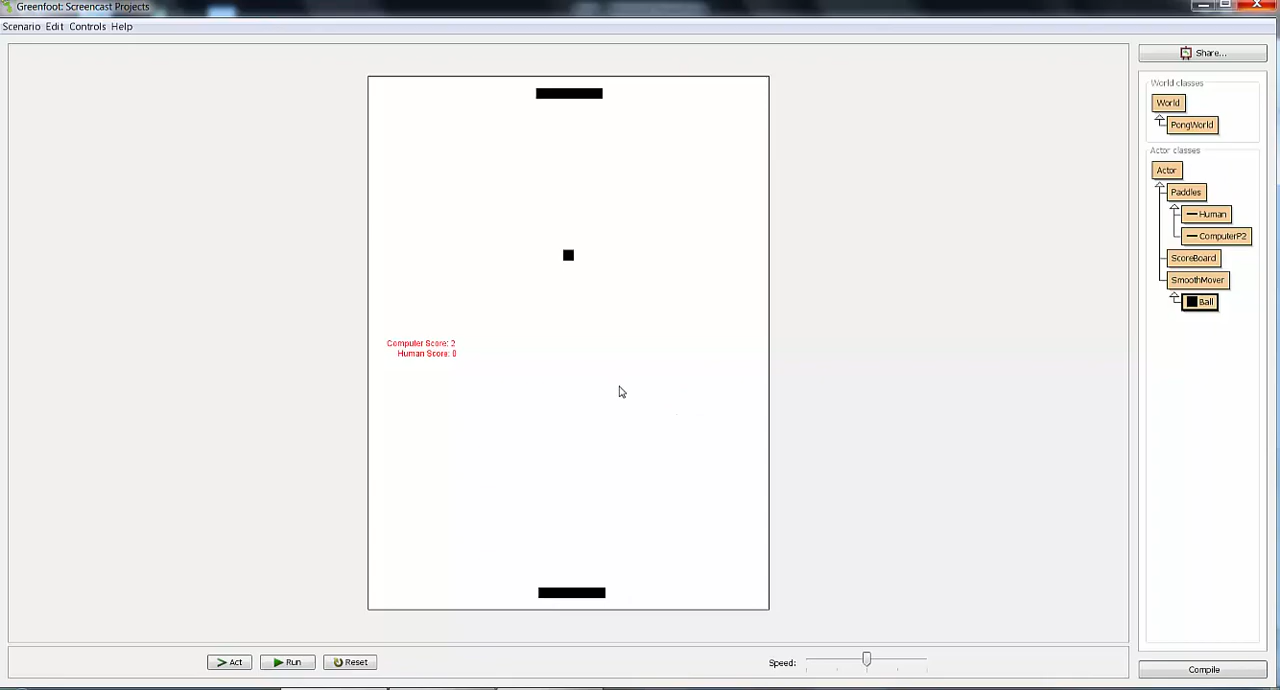 Greenfoot: Screencast Projects
Scenario Edit Controls Help
Share...
World classes
World
PongWorld
Actor classes
Actor
Paddles
Human
ComputerP2
ScoreBoard
SmoothMover
Ball
Computer Score: 2
Human Score: 0
Act Run Reset Speed:
Compile